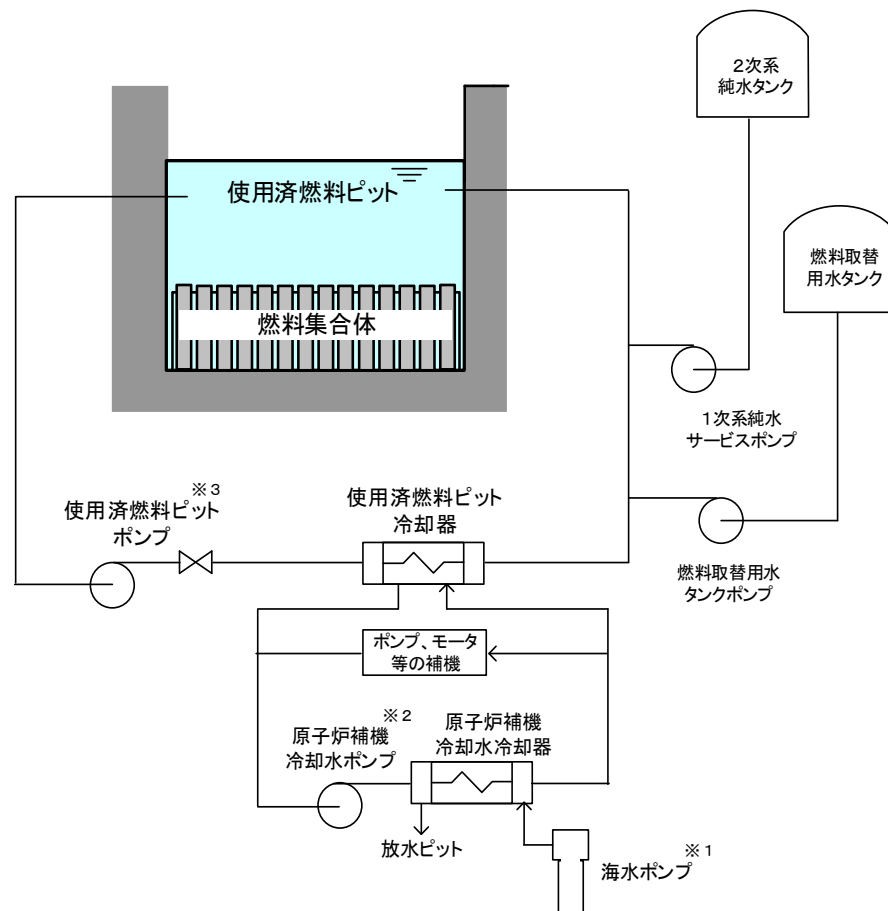 2次系
純水タンク
使用済燃料ピット
燃料取替
用水タンク
燃料集合体
1次系純水
サービスポンプ
※3
使用済燃料ピット
ポンプ
使用済燃料ピット
冷却器
燃料取替用水
タンクポンプ
ポンプ、モータ
等の補機
※2
原子炉補機
冷却水ポンプ
原子炉補機
冷却水冷却器
放水ピット
※1
海水ポンプ